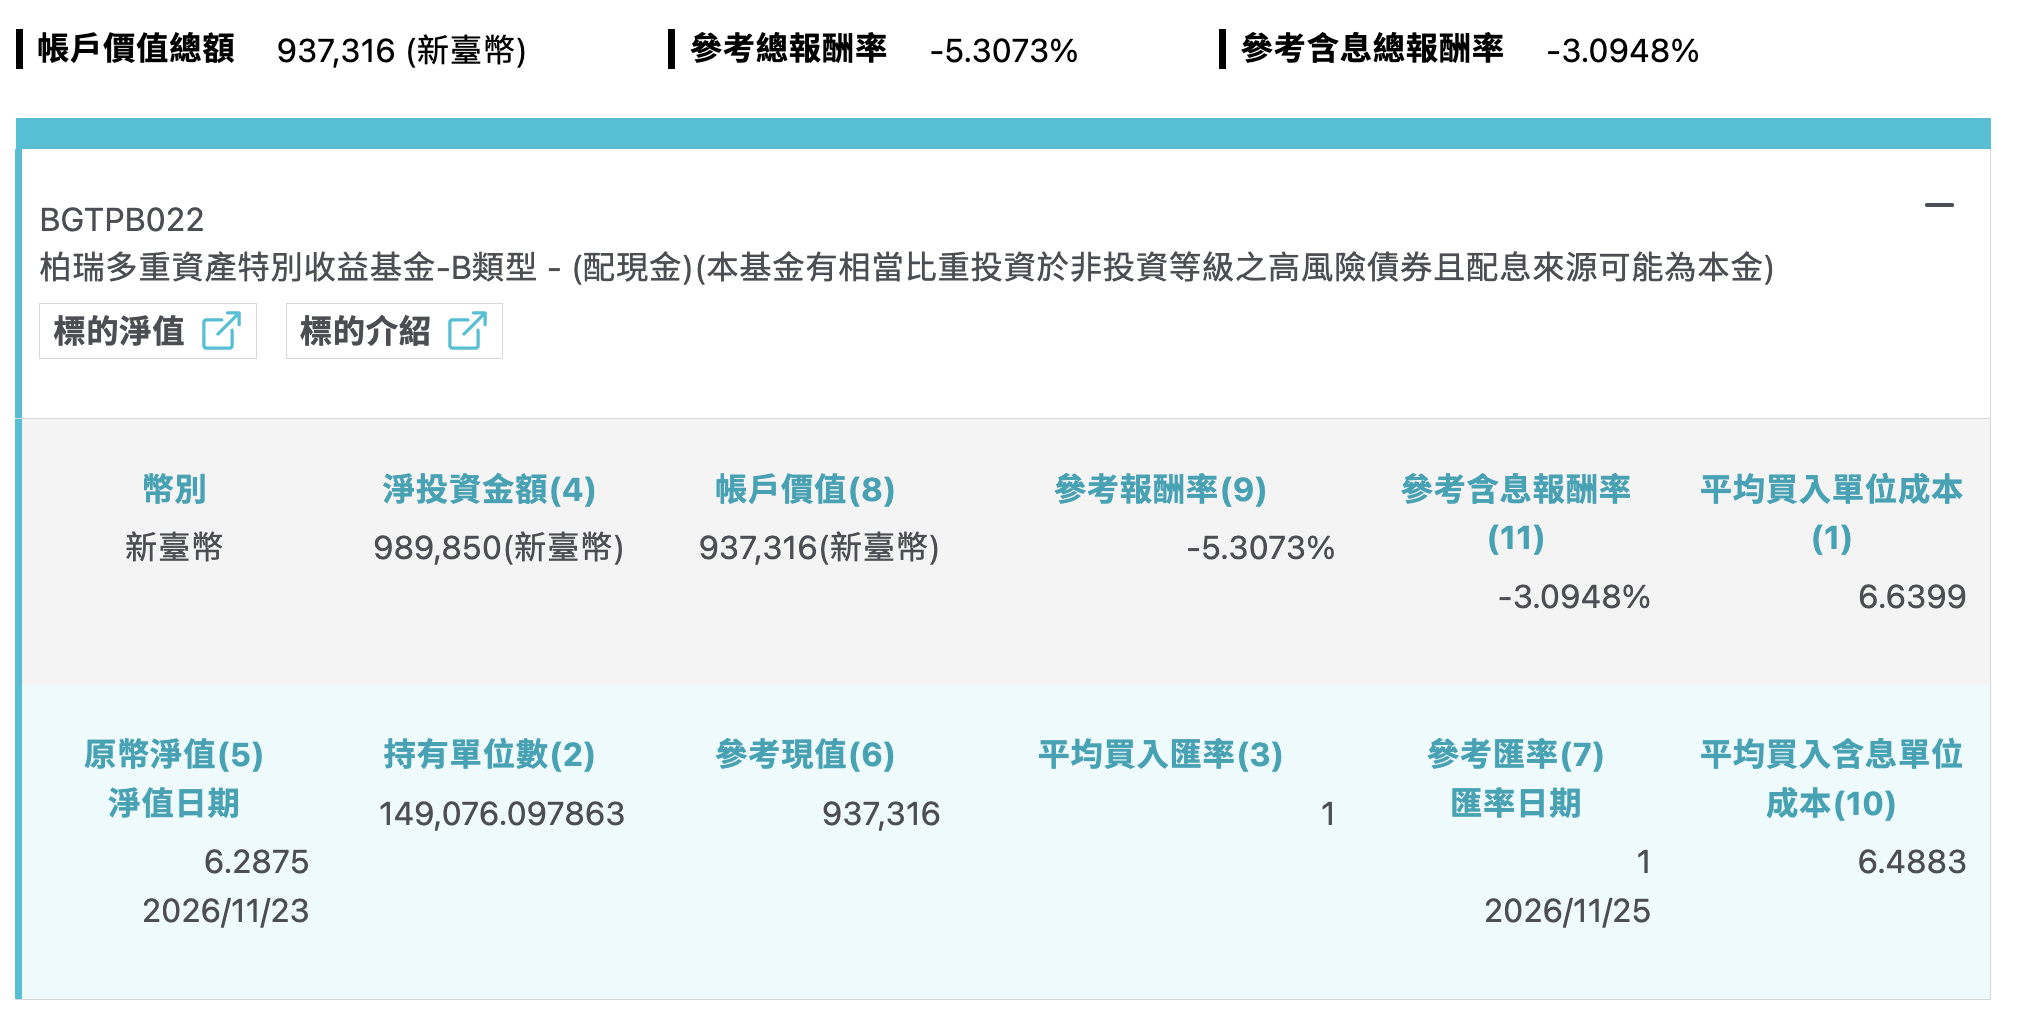 帳戶價值總額 937,316 (新臺幣) 參考總報酬率 -5.3073% 參考含息總報酬率 -3.0948%
BGTPB022
柏瑞多重資產特別收益基金-B類型 - (配現金)(本基金有相當比重投資於非投資等級之高風險債券且配息來源可能為本金)
標的淨值 標的介紹
幣別
新臺幣
淨投資金額(4)
989,850(新臺幣)
帳戶價值(8)
937,316(新臺幣)
參考報酬率(9)
-5.3073%
參考含息報酬率
(11)
-3.0948%
平均買入單位成本
(1)
6.6399
原幣淨值(5)
淨值日期
6.2875
2026/11/23
持有單位數(2)
149,076.097863
參考現值(6)
937,316
平均買入匯率(3)
1
參考匯率(7)
匯率日期
1
2026/11/25
平均買入含息單位
成本(10)
6.4883